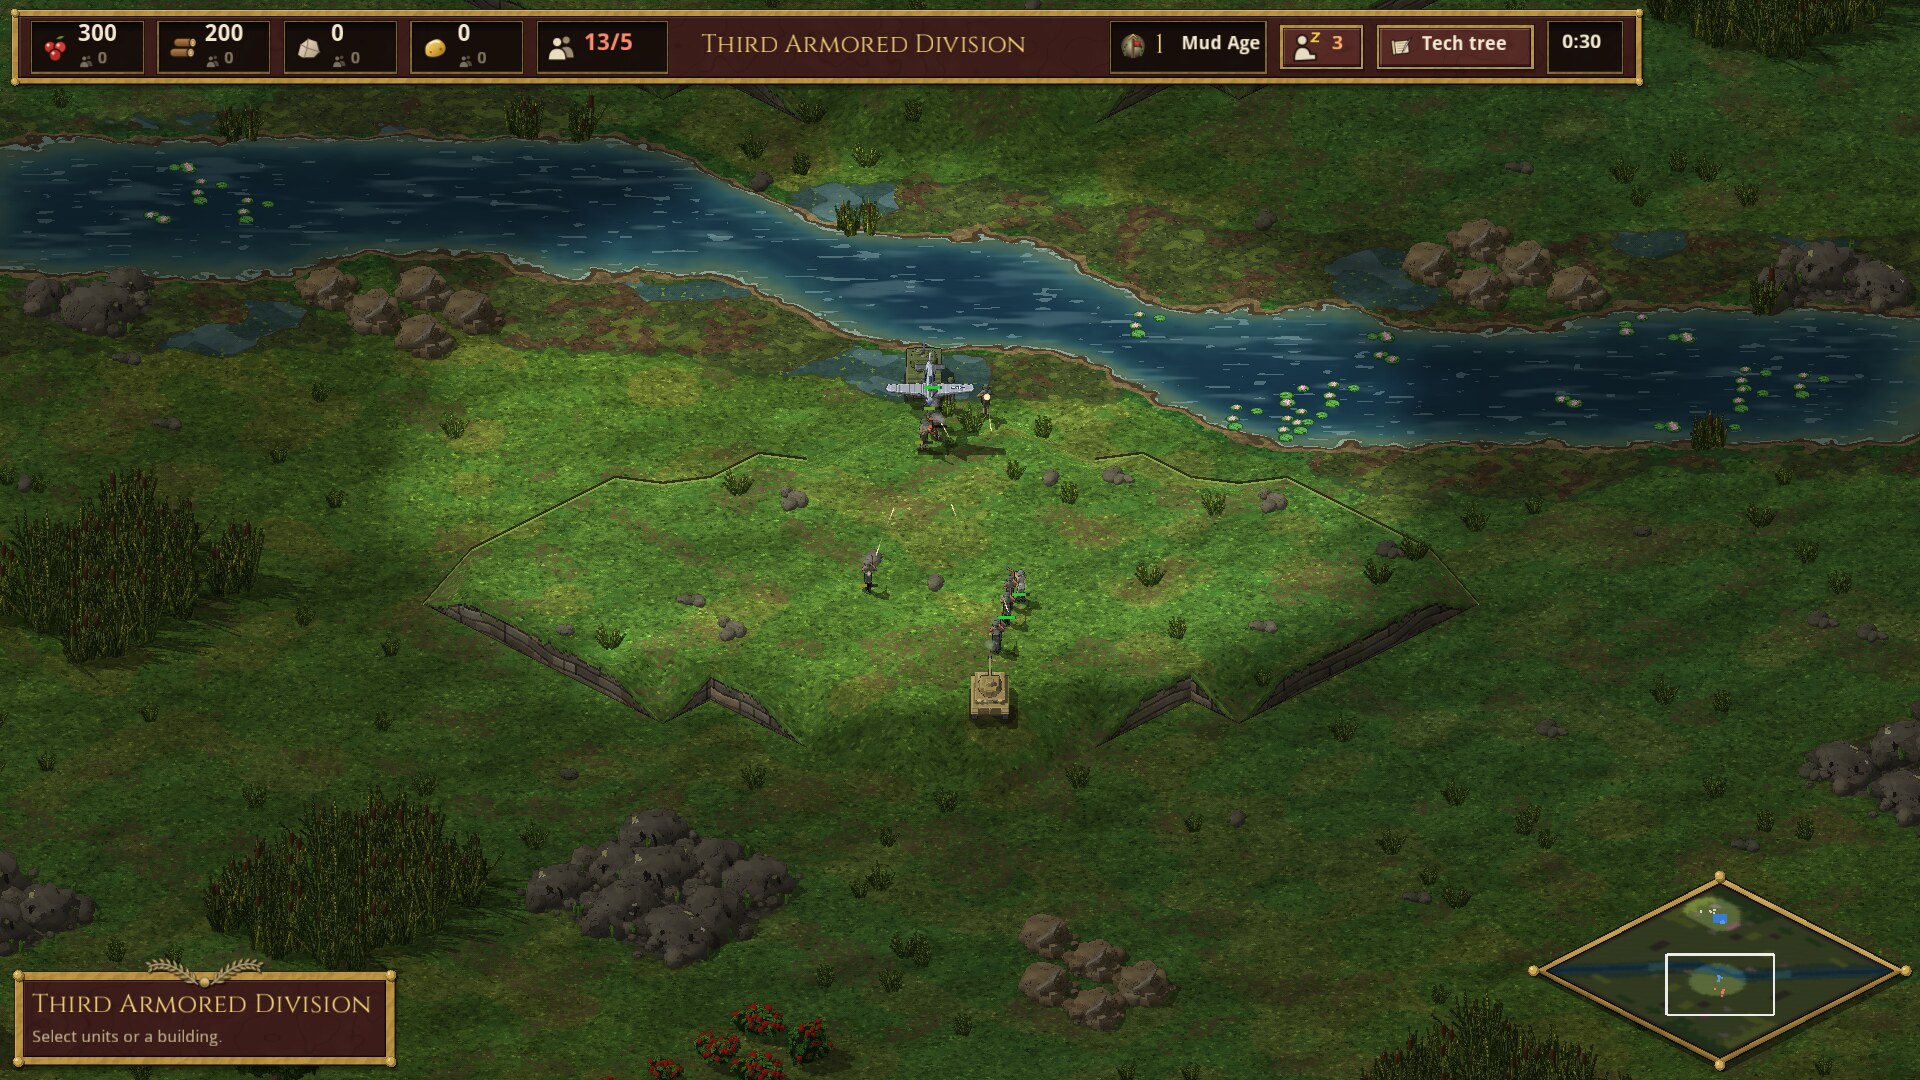 300
0
200
0
0
0
0
0
13/5
THIRD ARMORED DIVISION
1 Mud Age
Z 3
Tech tree
0:30
THIRD ARMORED DIVISION
Select units or a building.